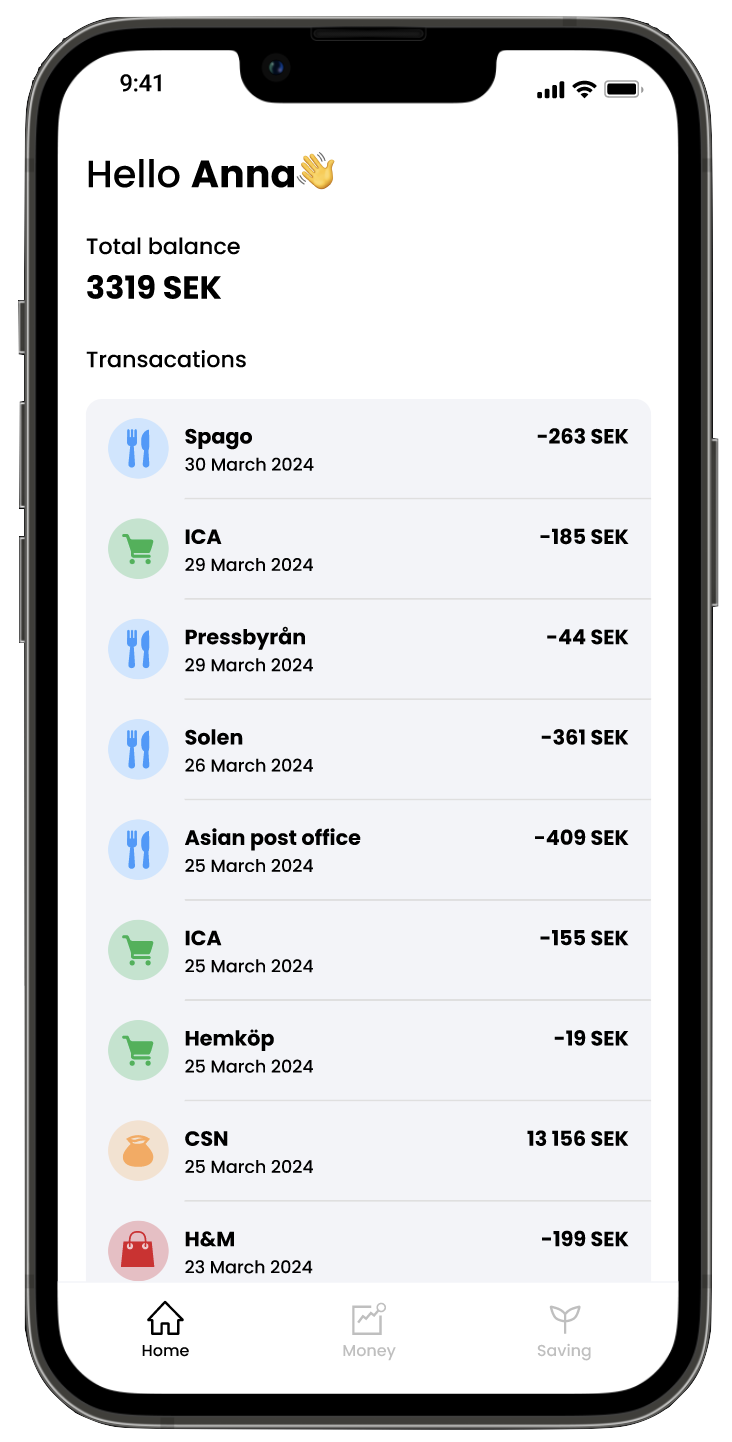 9:41
Hello Anna👋
Total balance
3319 SEK
Transacations
Spago -263 SEK
30 March 2024
ICA -185 SEK
29 March 2024
Pressbyrån -44 SEK
29 March 2024
Solen -361 SEK
26 March 2024
Asian post office -409 SEK
25 March 2024
ICA -155 SEK
25 March 2024
Hemköp -19 SEK
25 March 2024
CSN 13 156 SEK
25 March 2024
H&M -199 SEK
23 March 2024
Home Money Saving